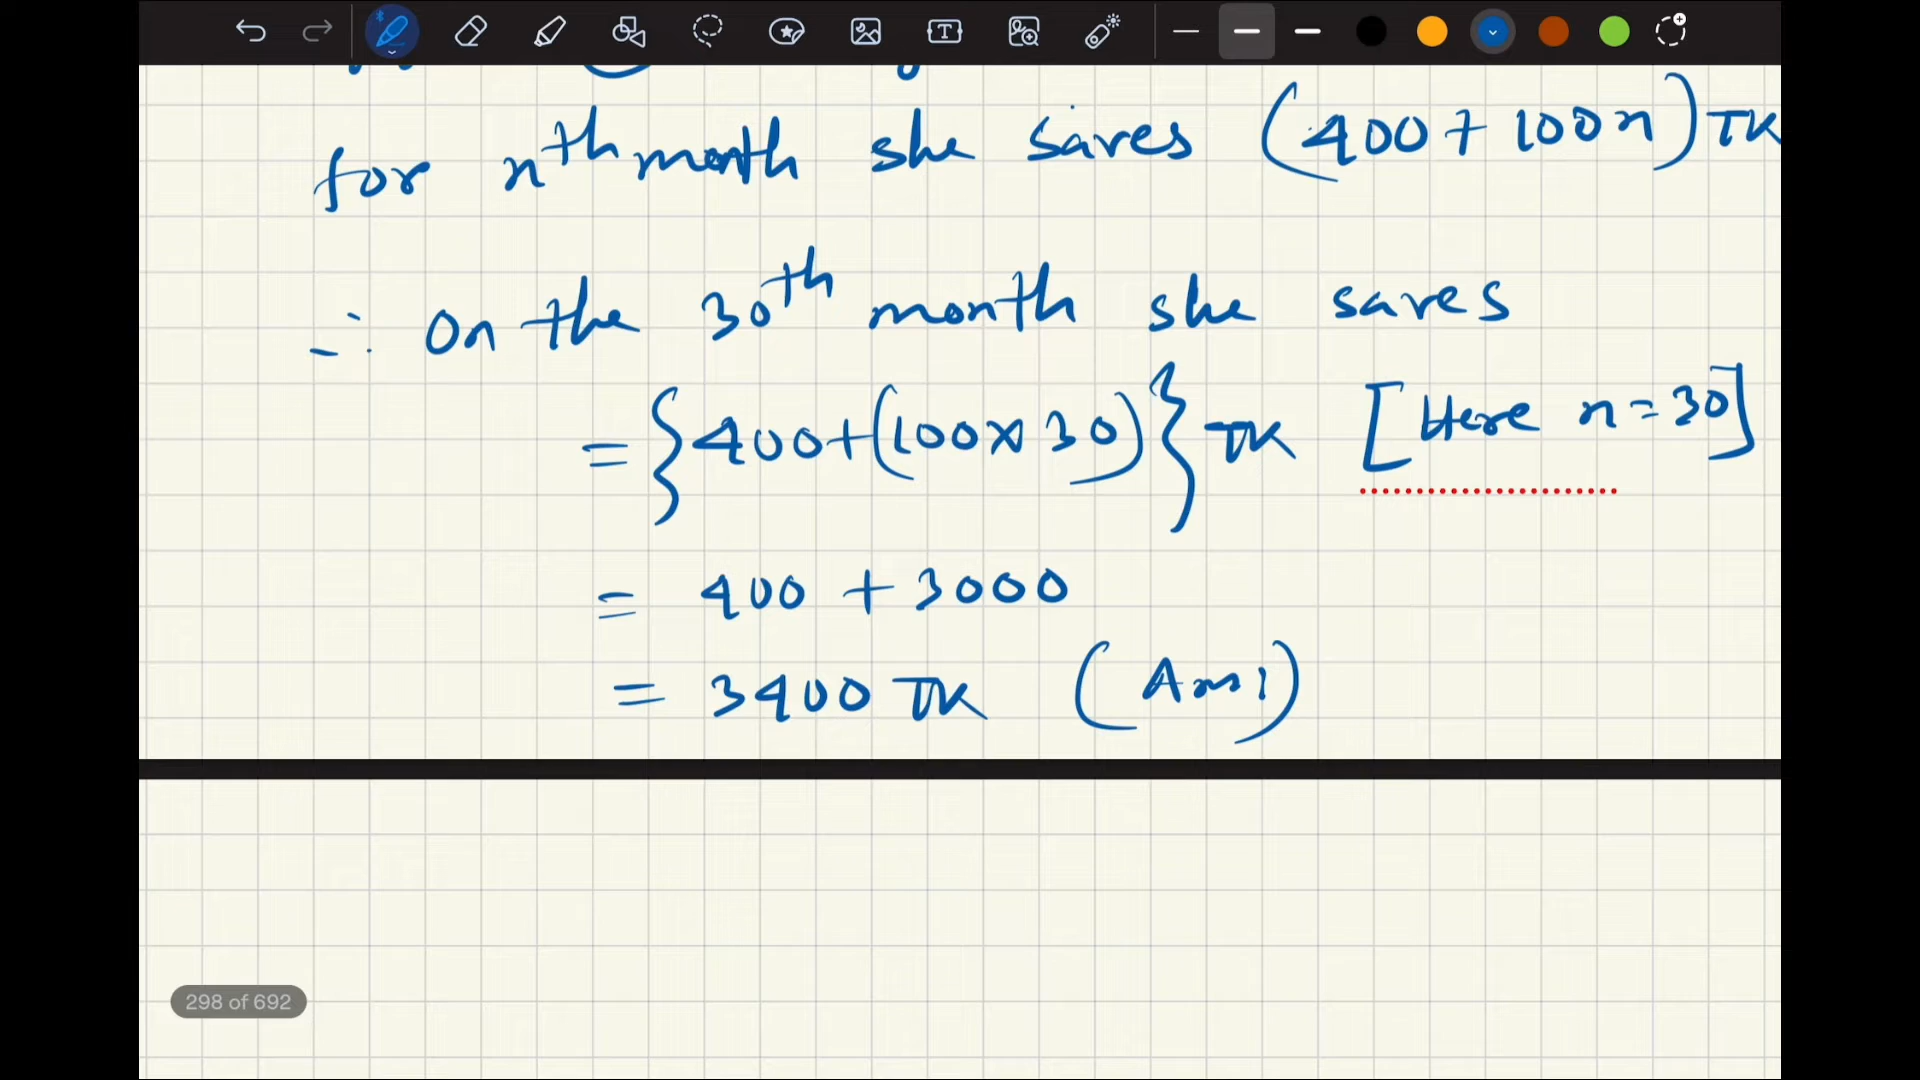 for nth month she saves (400 + 100n) TK
∴ On the 30th month she saves
= {400+(100×30)} TK [Here n=30]
= 400 + 3000
= 3400 TK (Ans)
298 of 692